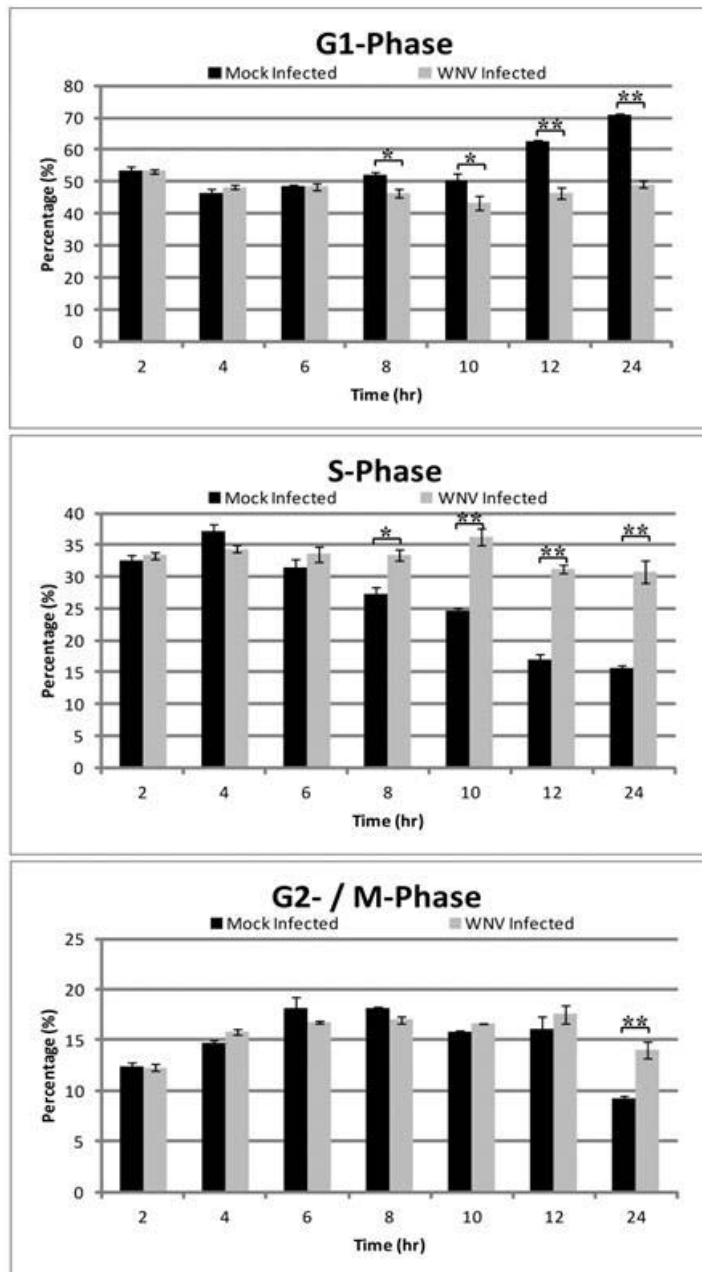 G1-Phase
Mock Infected WNV Infected
80
70
60
50
40
30
20
10
0
Percentage (%)
* * ** **
2 4 6 8 10 12 24
Time (hr)
S-Phase
Mock Infected WNV Infected
40
35
30
25
20
15
10
5
0
Percentage (%)
* ** ** **
2 4 6 8 10 12 24
Time (hr)
G2- / M-Phase
Mock Infected WNV Infected
25
20
15
10
5
0
Percentage (%)
**
2 4 6 8 10 12 24
Time (hr)